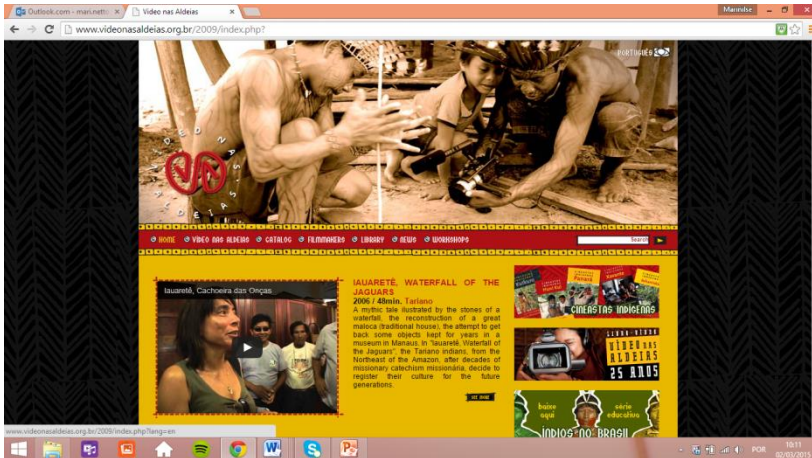 Outlook.com - mari.netto
Vídeo nas Aldeias
Marinilse
www.videonasaldeias.org.br/2009/index.php?
PORTUGUÊS
VIDEO NAS ALDEIAS
HOME VÍDEO NAS ALDEIAS CATALOG FILMMAKERS LIBRARY NEWS WORKSHOPS
Search
Iauaretê, Cachoeira das Onças
IAUARETÊ, WATERFALL OF THE
JAGUARS
2006 / 48min. Tariano
A mythic tale illustrated by the stones of a
waterfall, the reconstruction of a great
maloca (traditional house), the attempt to get
back some objects kept for years in a
museum in Manaus. In "Iauaretê, Waterfall of
the Jaguars", the Tariano indians, from the
Northeast of the Amazon, after decades of
missionary catechism missionária, decide to
register their culture for the future
generations.
CINEASTAS INDÍGENAS
LIVRO-VÍDEO
VÍDEO NAS
ALDEIAS
25 ANOS
baixe
aqui
série
educativa
ÍNDIOS NO BRASIL
www.videonasaldeias.org.br/2009/index.php?lang=en
POR
10:11
02/03/2015